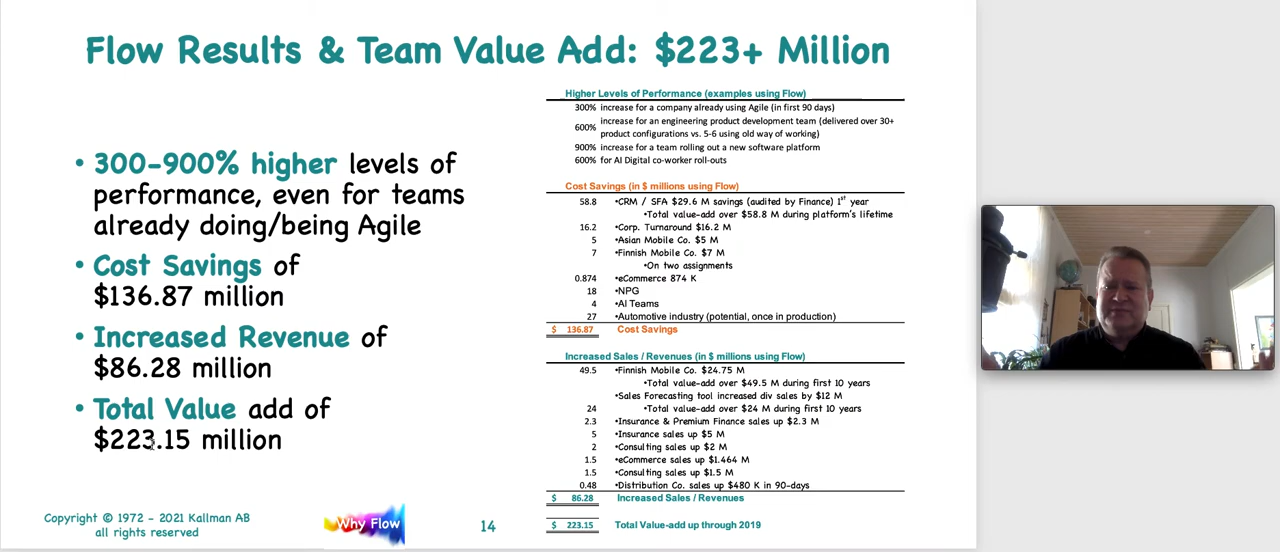 Flow Results & Team Value Add: $223+ Million
• 300-900% higher levels of
performance, even for teams
already doing/being Agile
• Cost Savings of
$136.87 million
• Increased Revenue of
$86.28 million
• Total Value add of
$223.15 million
Higher Levels of Performance (examples using Flow)
300% increase for a company already using Agile (in first 90 days)
600% increase for an engineering product development team (delivered over 30+
product configurations vs. 5-6 using old way of working)
900% increase for a team rolling out a new software platform
600% for AI Digital co-worker roll-outs
Cost Savings (in $ millions using Flow)
58.8 •CRM / SFA $29.6 M savings (audited by Finance) 1st year
•Total value-add over $58.8 M during platform's lifetime
16.2 •Corp. Turnaround $16.2 M
5 •Asian Mobile Co. $5 M
7 •Finnish Mobile Co. $7 M
•On two assignments
0.874 •eCommerce 874 K
18 •NPG
4 •AI Teams
27 •Automotive industry (potential, once in production)
$ 136.87 Cost Savings
Increased Sales / Revenues (in $ millions using Flow)
49.5 •Finnish Mobile Co. $24.75 M
•Total value-add over $49.5 M during first 10 years
•Sales Forecasting tool increased div sales by $12 M
24 •Total value-add over $24 M during first 10 years
2.3 •Insurance & Premium Finance sales up $2.3 M
5 •Insurance sales up $5 M
2 •Consulting sales up $2 M
1.5 •eCommerce sales up $1.464 M
1.5 •Consulting sales up $1.5 M
0.48 •Distribution Co. sales up $480 K in 90-days
$ 86.28 Increased Sales / Revenues
$ 223.15 Total Value-add up through 2019
Copyright © 1972 - 2021 Kallman AB
all rights reserved
Why Flow
14